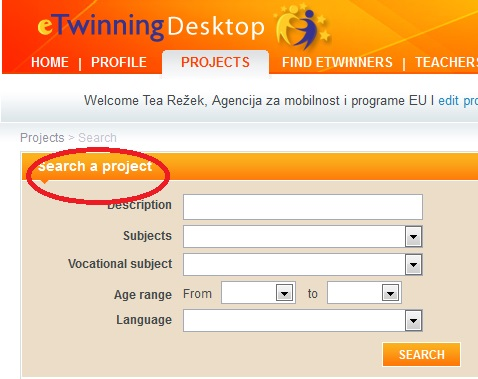 eTwinning Desktop
HOME | PROFILE PROJECTS FIND ETWINNERS | TEACHERS
Welcome Tea Režek, Agencija za mobilnost i programe EU I edit pro
Projects > Search
Search a project
Description
Subjects
Vocational subject
Age range From to
Language
SEARCH